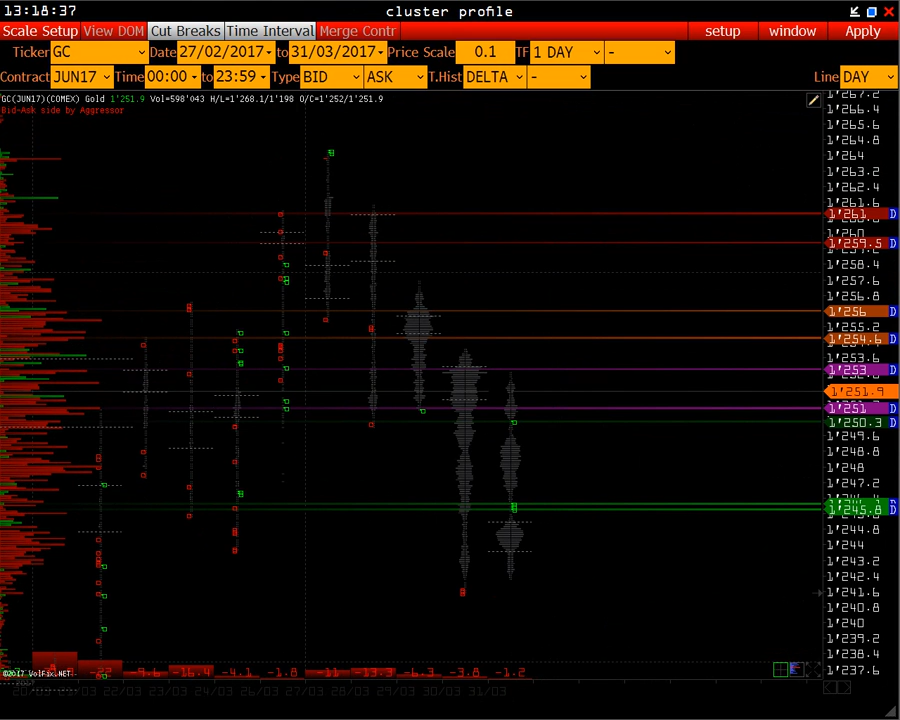 13:18:37 cluster profile
Scale Setup View DOM Cut Breaks Time Interval Merge Contr setup window Apply
Ticker GC Date 27/02/2017 to 31/03/2017 Price Scale 0.1 TF 1 DAY -
Contract JUN17 Time 00:00 to 23:59 Type BID ASK T.Hist DELTA - Line DAY
GC(JUN17)(COMEX) Gold 1'251.9 Vol=598'043 H/L=1'268.1/1'198 O/C=1'252/1'251.9
Bid-Ask side by Aggressor
1'267.2
1'266.4
1'265.6
1'264.8
1'264
1'263.2
1'262.4
1'261.6
1'261 D
1'260
1'259.5 D
1'258.4
1'257.6
1'256.8
1'256 D
1'255.2
1'254.6 D
1'253.6
1'253 D
1'251.9
1'251 D
1'250.3 D
1'249.6
1'248.8
1'248
1'247.2
1'245.8 D
1'244.8
1'244
1'243.2
1'242.4
1'241.6
1'240.8
1'240
1'239.2
1'238.4
1'237.6
-22 -9.6 -16.4 -4.1 -1.8 -11 -13.3 -6.4 -3.8 -1.2
©2017 VolFix.NET
22/03 23/03 24/03 26/03 27/03 28/03 29/03 30/03 31/03